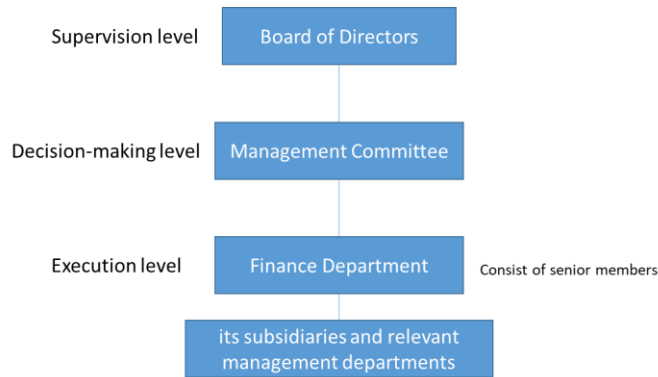 Supervision level
Board of Directors
Decision-making level
Management Committee
Execution level
Finance Department
Consist of senior members
its subsidiaries and relevant
management departments